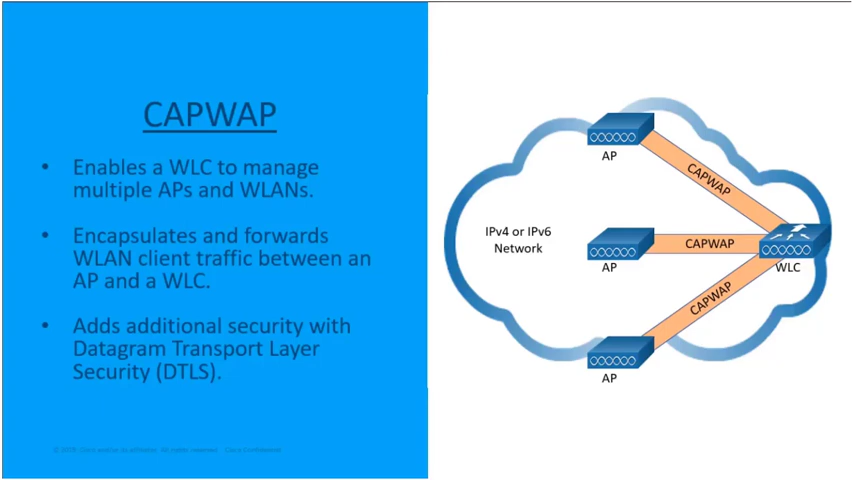 CAPWAP
• Enables a WLC to manage
multiple APs and WLANs.
• Encapsulates and forwards
WLAN client traffic between an
AP and a WLC.
• Adds additional security with
Datagram Transport Layer
Security (DTLS).
AP
CAPWAP
IPv4 or IPv6
Network
AP
CAPWAP
WLC
CAPWAP
AP